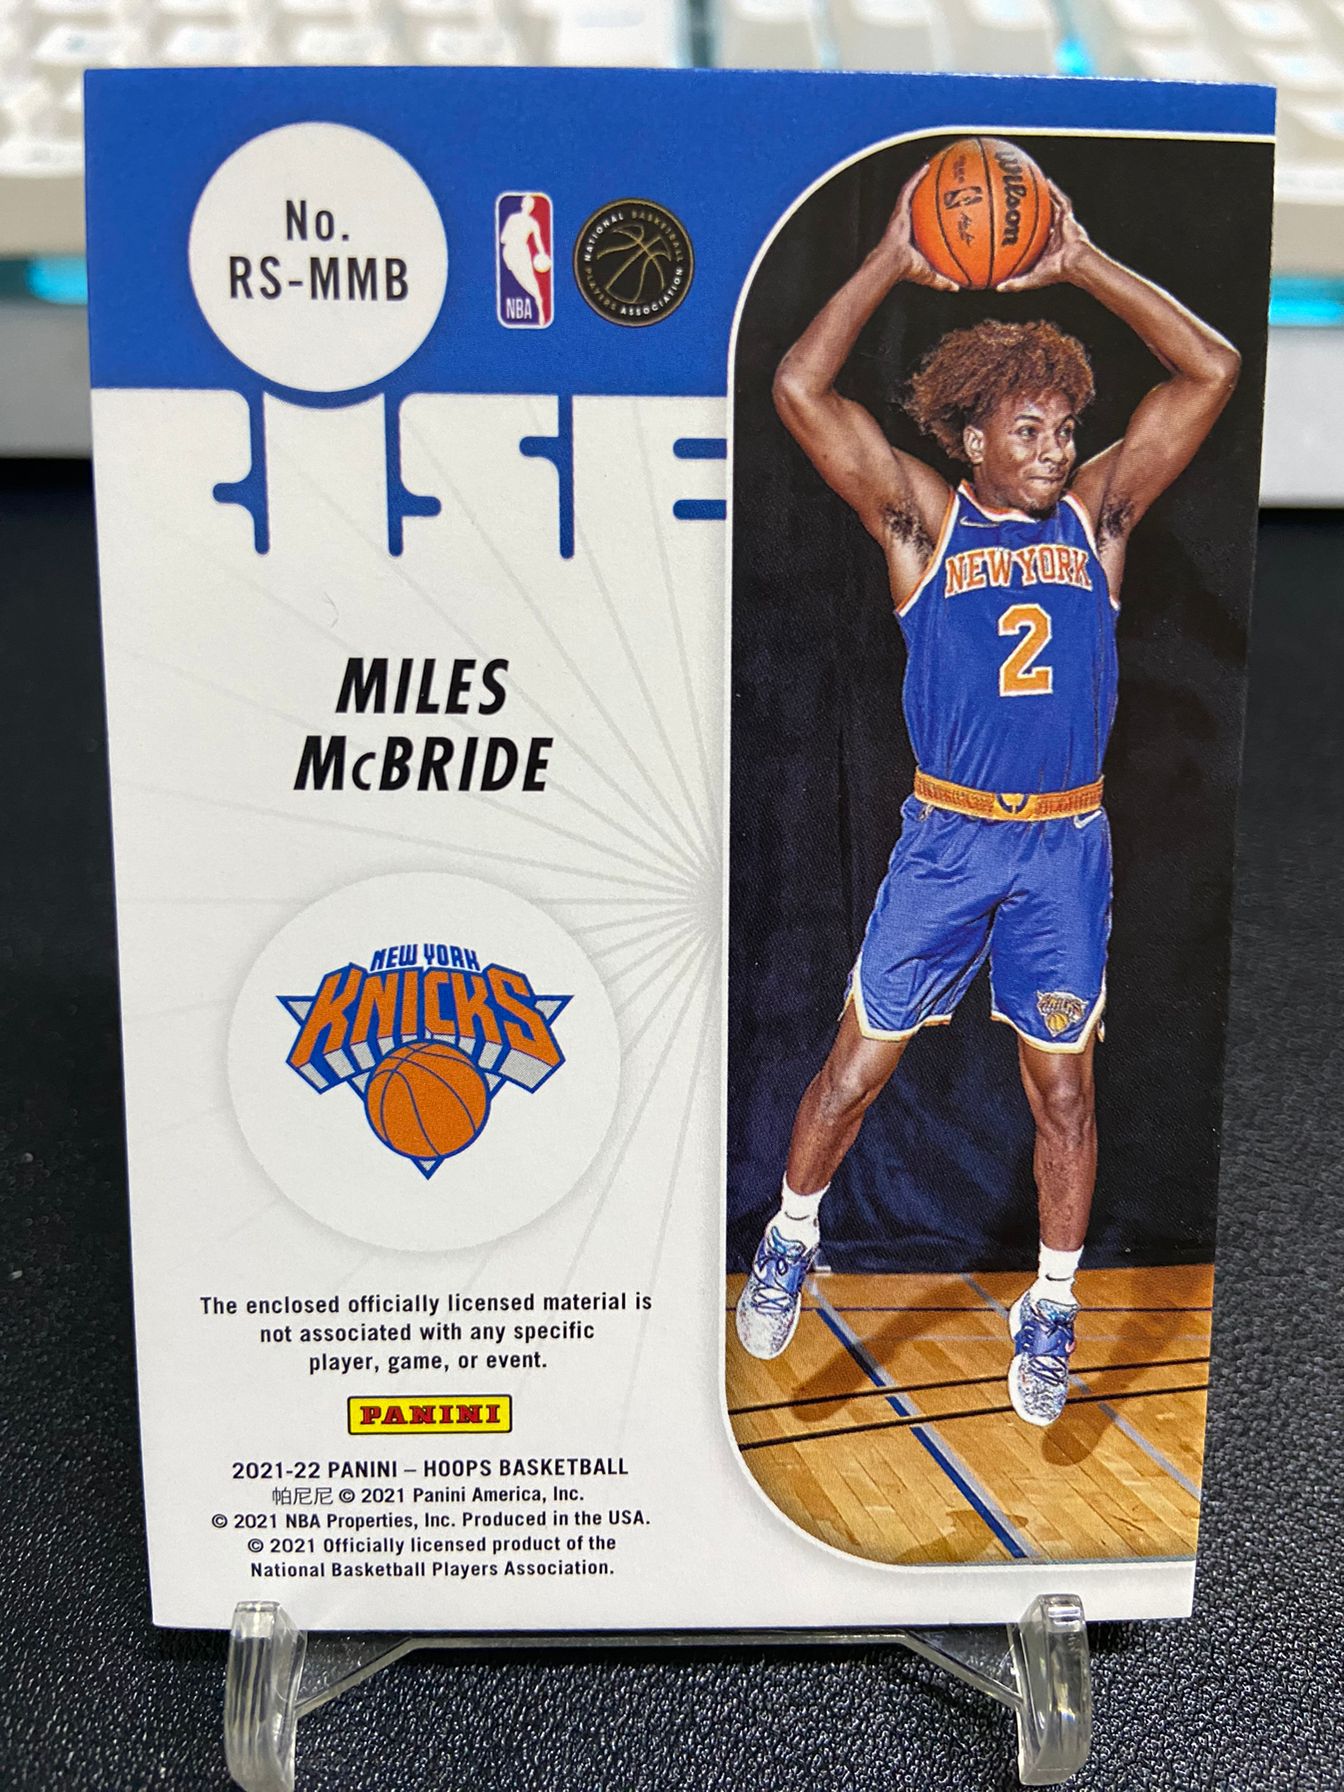 No.
RS-MMB
NBA
NATIONAL BASKETBALL
PLAYERS ASSOCIATION
Wilson
RISE
MILES
McBRIDE
NEW YORK
2
NEW YORK
KNICKS
KNICKS
The enclosed officially licensed material is
not associated with any specific
player, game, or event.
PANINI
2021-22 PANINI – HOOPS BASKETBALL
帕尼尼 © 2021 Panini America, Inc.
© 2021 NBA Properties, Inc. Produced in the USA.
© 2021 Officially licensed product of the
National Basketball Players Association.